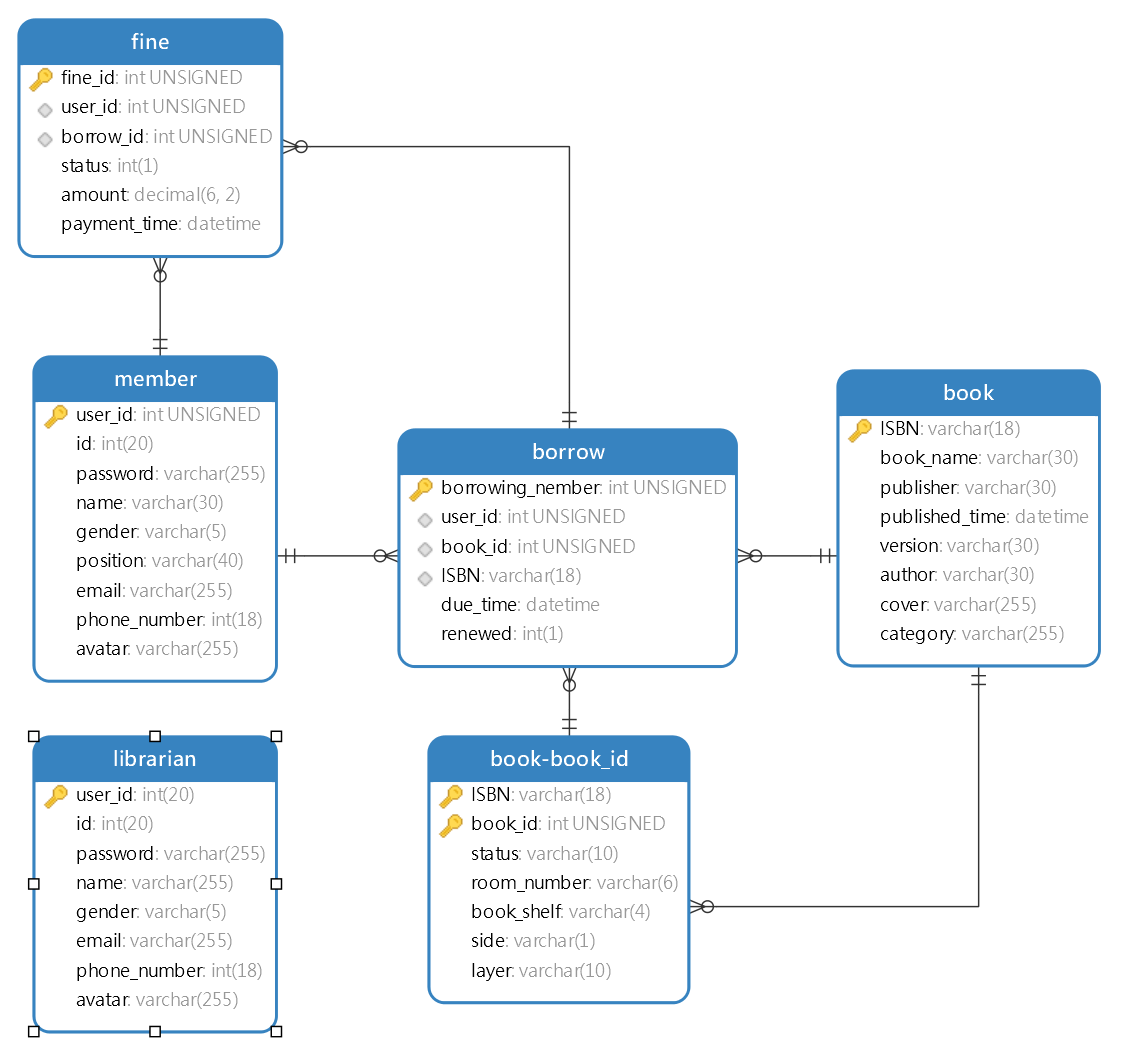 fine
fine_id: int UNSIGNED
user_id: int UNSIGNED
borrow_id: int UNSIGNED
status: int(1)
amount: decimal(6, 2)
payment_time: datetime
member
user_id: int UNSIGNED
id: int(20)
password: varchar(255)
name: varchar(30)
gender: varchar(5)
position: varchar(40)
email: varchar(255)
phone_number: int(18)
avatar: varchar(255)
borrow
borrowing_nember: int UNSIGNED
user_id: int UNSIGNED
book_id: int UNSIGNED
ISBN: varchar(18)
due_time: datetime
renewed: int(1)
book
ISBN: varchar(18)
book_name: varchar(30)
publisher: varchar(30)
published_time: datetime
version: varchar(30)
author: varchar(30)
cover: varchar(255)
category: varchar(255)
librarian
user_id: int(20)
id: int(20)
password: varchar(255)
name: varchar(255)
gender: varchar(5)
email: varchar(255)
phone_number: int(18)
avatar: varchar(255)
book-book_id
ISBN: varchar(18)
book_id: int UNSIGNED
status: varchar(10)
room_number: varchar(6)
book_shelf: varchar(4)
side: varchar(1)
layer: varchar(10)